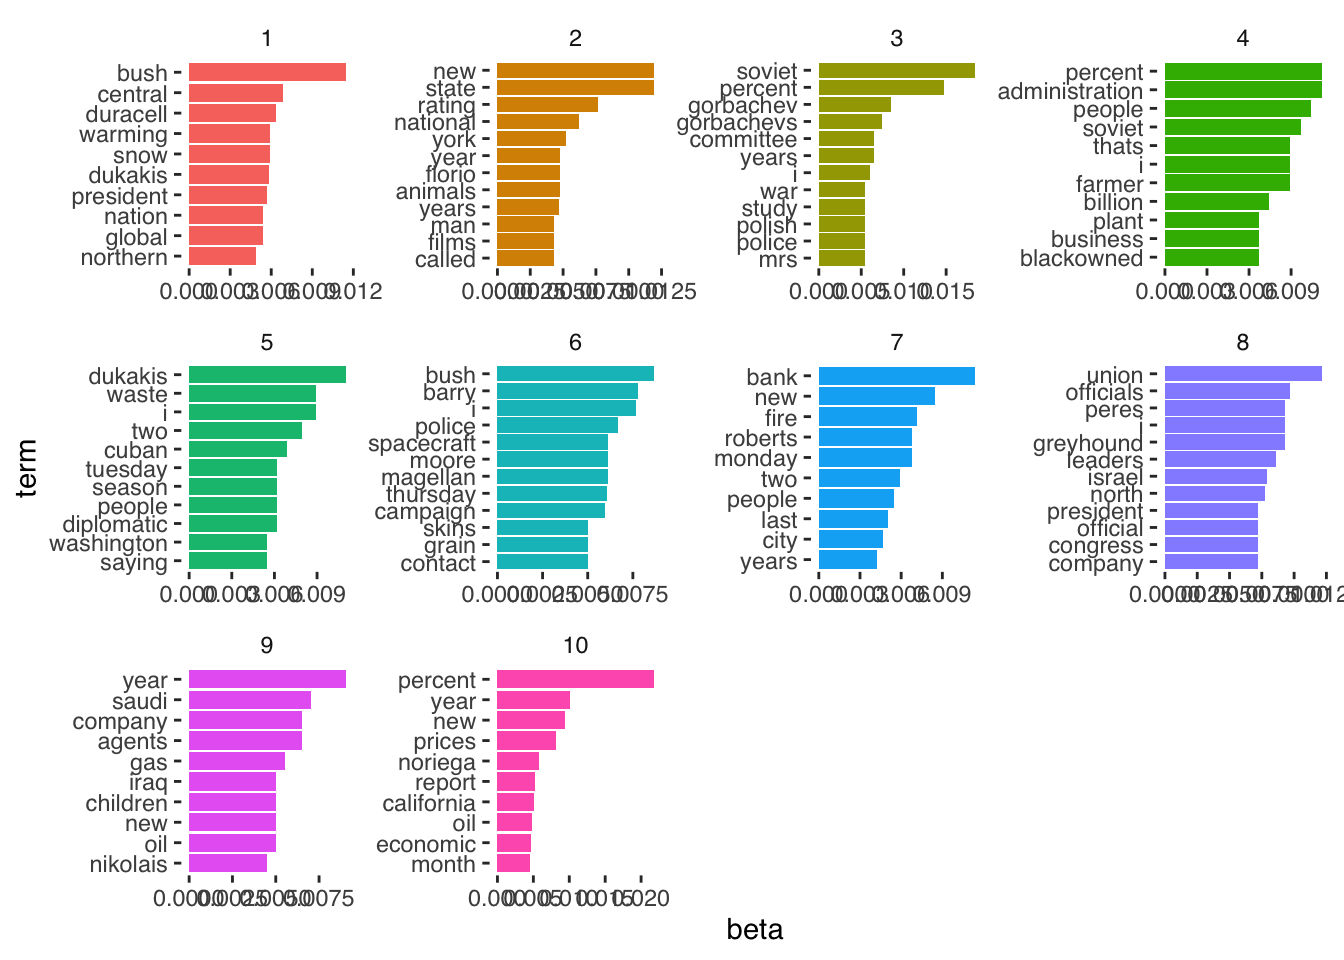 1
bush
central
duracell
warming
snow
dukakis
president
nation
global
northern
0.000 0.003 0.006 0.009 0.012
2
new
state
rating
national
york
year
florio
animals
years
man
films
called
0.0000 0.0025 0.0050 0.0075 0.0100 0.0125
3
soviet
percent
gorbachev
gorbachevs
committee
years
i
war
study
polish
police
mrs
0.000 0.005 0.010 0.015
4
percent
administration
people
soviet
thats
i
farmer
billion
plant
business
blackowned
0.000 0.003 0.006 0.009
5
dukakis
waste
i
two
cuban
tuesday
season
people
diplomatic
washington
saying
0.000 0.003 0.006 0.009
6
bush
barry
i
police
spacecraft
moore
magellan
thursday
campaign
skins
grain
contact
0.0000 0.0025 0.0050 0.0075
7
bank
new
fire
roberts
monday
two
people
last
city
years
0.000 0.003 0.006 0.009
8
union
officials
peres
i
greyhound
leaders
israel
north
president
official
congress
company
0.0000 0.0025 0.0050 0.0075 0.0100 0.012
9
year
saudi
company
agents
gas
iraq
children
new
oil
nikolais
0.0000 0.0025 0.0050 0.0075
10
percent
year
new
prices
noriega
report
california
oil
economic
month
0.000 0.005 0.010 0.015 0.020
term
beta